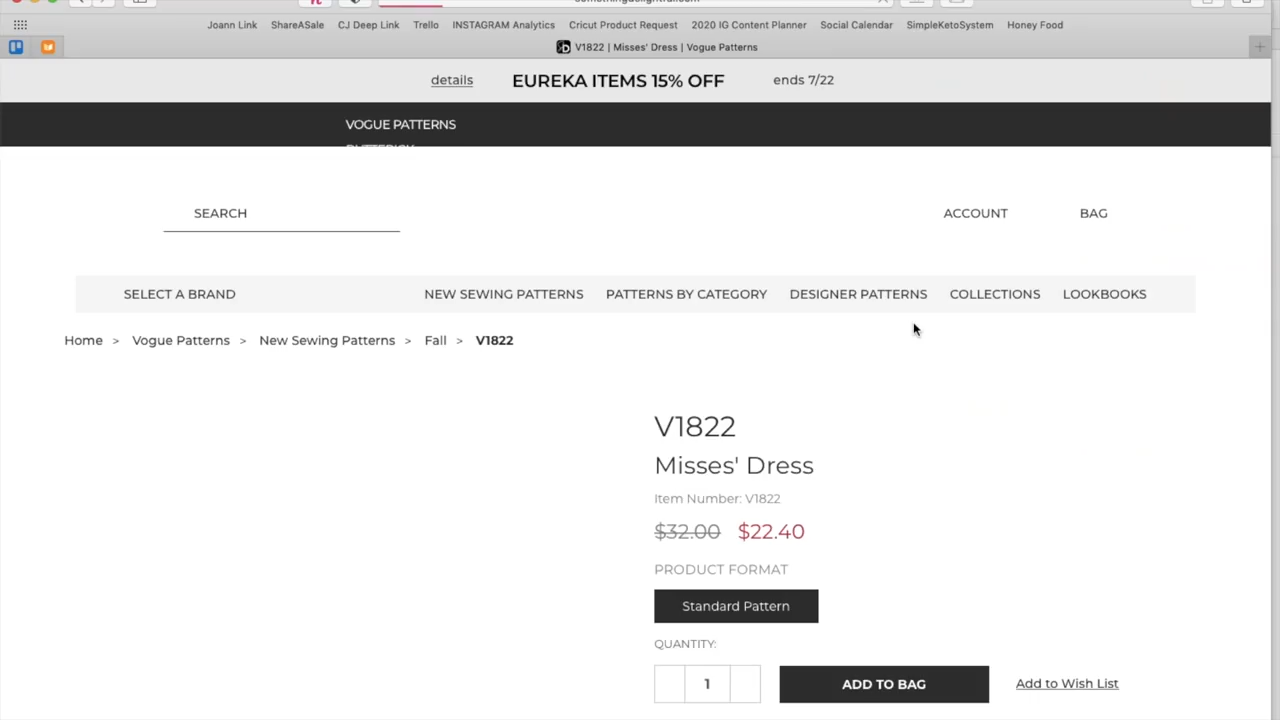 Joann Link ShareASale CJ Deep Link Trello INSTAGRAM Analytics Cricut Product Request 2020 IG Content Planner Social Calendar SimpleKetoSystem Honey Food
V1822 | Misses' Dress | Vogue Patterns
details EUREKA ITEMS 15% OFF ends 7/22
VOGUE PATTERNS
SEARCH ACCOUNT BAG
SELECT A BRAND NEW SEWING PATTERNS PATTERNS BY CATEGORY DESIGNER PATTERNS COLLECTIONS LOOKBOOKS
Home > Vogue Patterns > New Sewing Patterns > Fall > V1822
V1822
Misses' Dress
Item Number: V1822
$32.00 $22.40
PRODUCT FORMAT
Standard Pattern
QUANTITY:
1 ADD TO BAG Add to Wish List